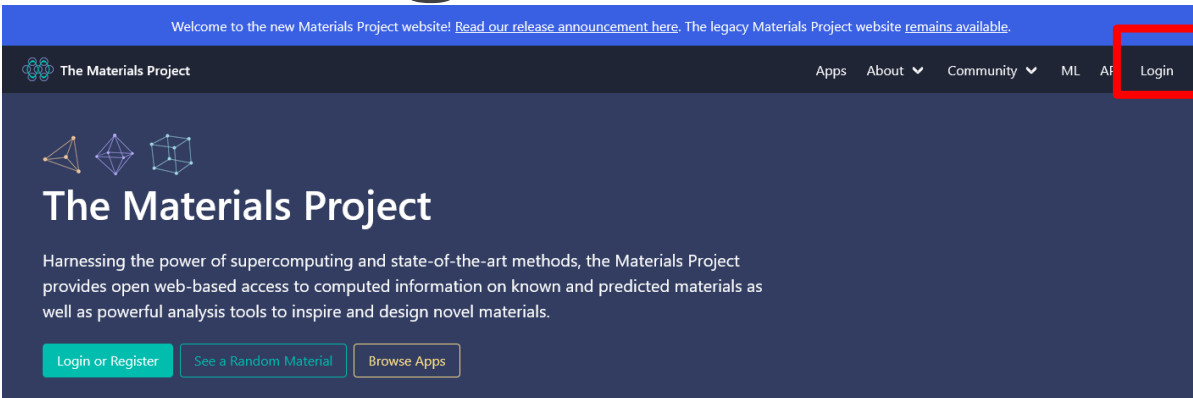 Welcome to the new Materials Project website! Read our release announcement here. The legacy Materials Project website remains available.
The Materials Project
Apps About Community ML AP Login
The Materials Project
Harnessing the power of supercomputing and state-of-the-art methods, the Materials Project
provides open web-based access to computed information on known and predicted materials as
well as powerful analysis tools to inspire and design novel materials.
Login or Register See a Random Material Browse Apps